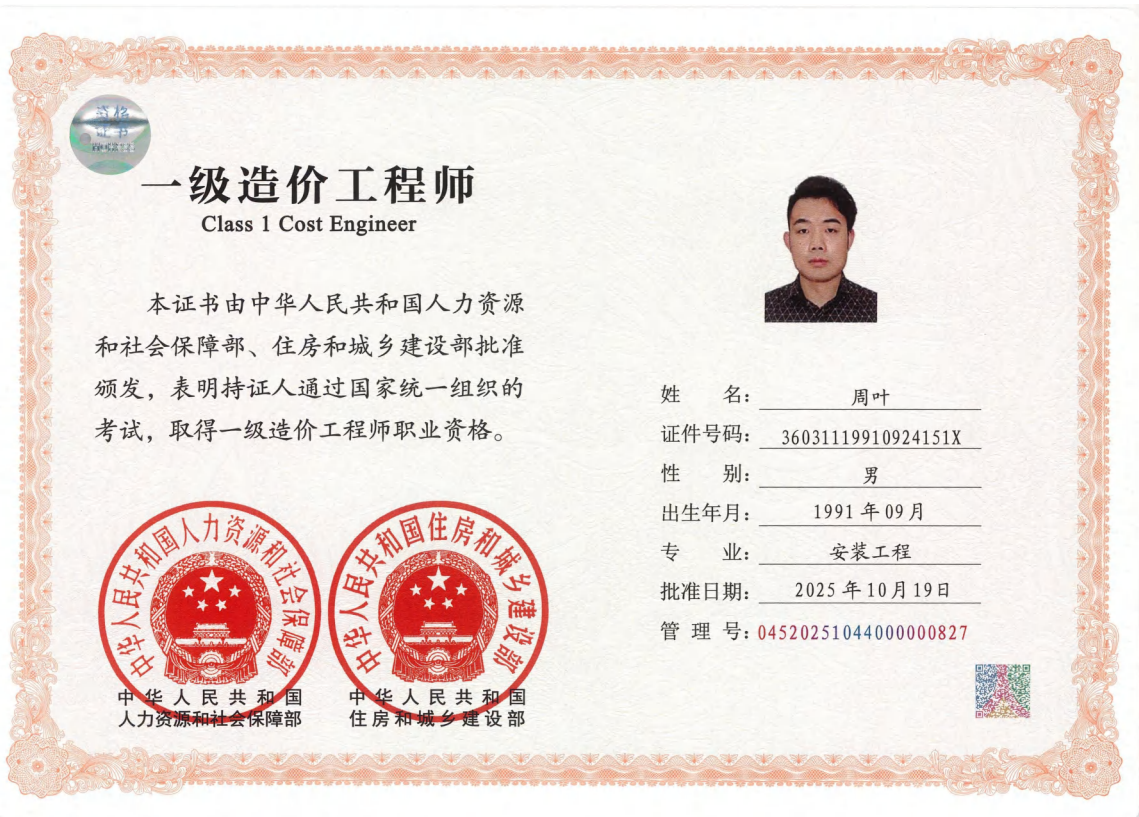 资格
证书
一级造价工程师
Class 1 Cost Engineer
本证书由中华人民共和国人力资源
和社会保障部、住房和城乡建设部批准
颁发，表明持证人通过国家统一组织的
考试，取得一级造价工程师职业资格。
中华人民共和国人力资源和社会保障部
中华人民共和国住房和城乡建设部
中华人民共和国
人力资源和社会保障部
中华人民共和国
住房和城乡建设部
姓名：周叶
证件号码：36031119910924151X
性别：男
出生年月：1991年09月
专业：安装工程
批准日期：2025年10月19日
管理号：04520251044000000827